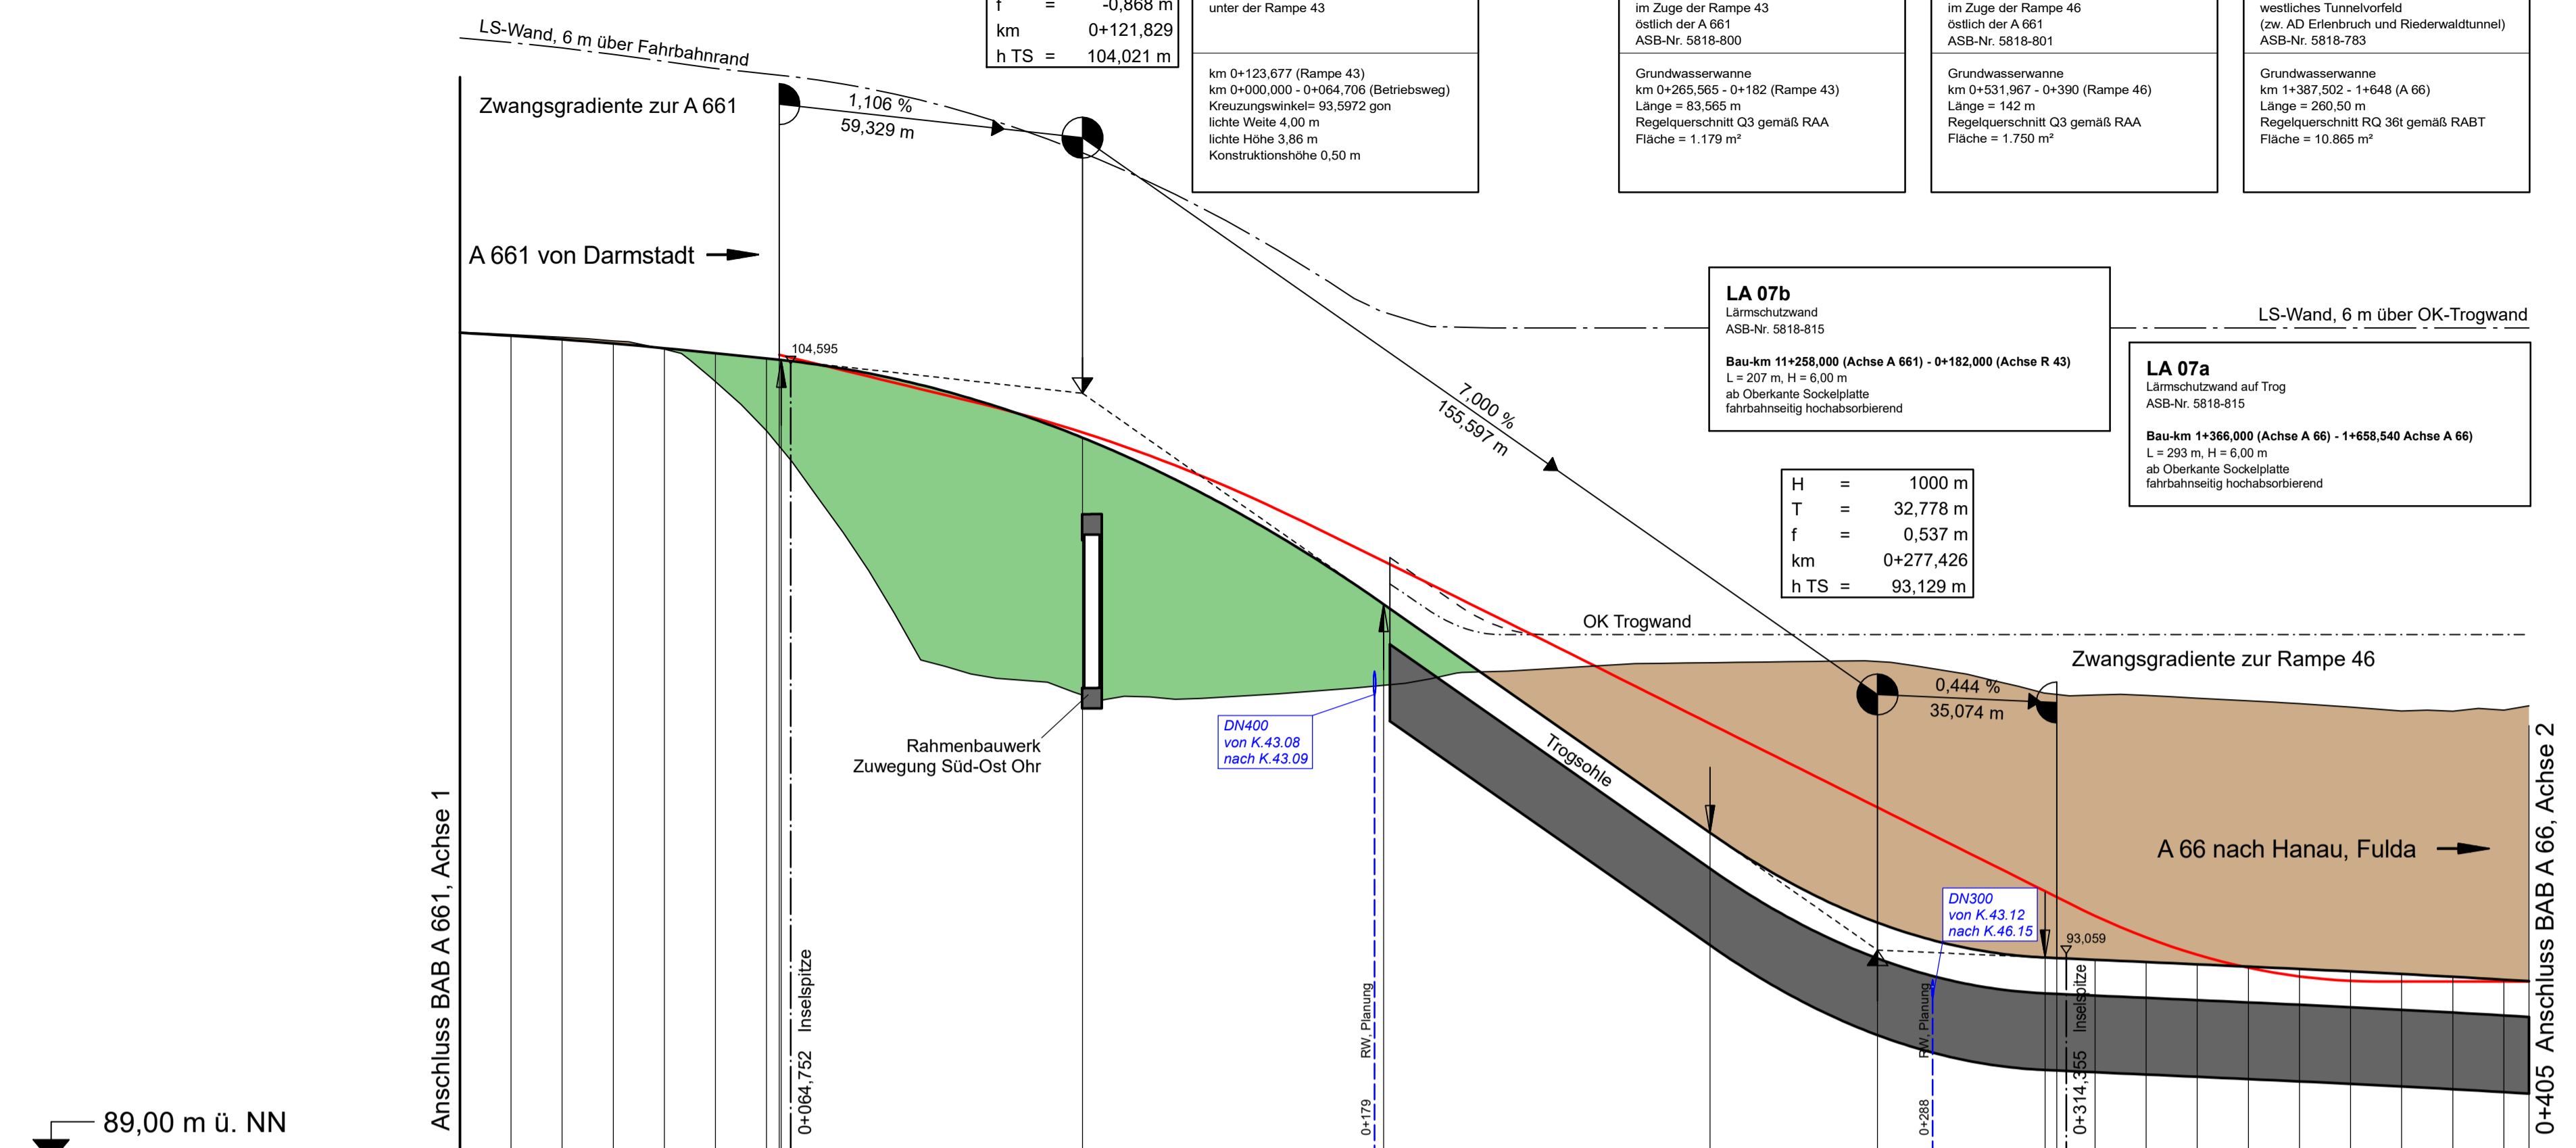 f = -0,868 m
km 0+121,829
h TS = 104,021 m
unter der Rampe 43
km 0+123,677 (Rampe 43)
km 0+000,000 - 0+064,706 (Betriebsweg)
Kreuzungswinkel= 93,5972 gon
lichte Weite 4,00 m
lichte Höhe 3,86 m
Konstruktionshöhe 0,50 m
im Zuge der Rampe 43
östlich der A 661
ASB-Nr. 5818-800
Grundwasserwanne
km 0+265,565 - 0+182 (Rampe 43)
Länge = 83,565 m
Regelquerschnitt Q3 gemäß RAA
Fläche = 1.179 m²
im Zuge der Rampe 46
östlich der A 661
ASB-Nr. 5818-801
Grundwasserwanne
km 0+531,967 - 0+390 (Rampe 46)
Länge = 142 m
Regelquerschnitt Q3 gemäß RAA
Fläche = 1.750 m²
westliches Tunnelvorfeld
(zw. AD Erlenbruch und Riederwaldtunnel)
ASB-Nr. 5818-783
Grundwasserwanne
km 1+387,502 - 1+648 (A 66)
Länge = 260,50 m
Regelquerschnitt RQ 36t gemäß RABT
Fläche = 10.865 m²
LS-Wand, 6 m über Fahrbahnrand
Zwangsgradiente zur A 661
1,106 %
59,329 m
A 661 von Darmstadt
LA 07b
Lärmschutzwand
ASB-Nr. 5818-815
Bau-km 11+258,000 (Achse A 661) - 0+182,000 (Achse R 43)
L = 207 m, H = 6,00 m
ab Oberkante Sockelplatte
fahrbahnseitig hochabsorbierend
LS-Wand, 6 m über OK-Trogwand
LA 07a
Lärmschutzwand auf Trog
ASB-Nr. 5818-815
Bau-km 1+366,000 (Achse A 66) - 1+658,540 Achse A 66)
L = 293 m, H = 6,00 m
ab Oberkante Sockelplatte
fahrbahnseitig hochabsorbierend
104,595
7,000 %
155,597 m
H = 1000 m
T = 32,778 m
f = 0,537 m
km 0+277,426
h TS = 93,129 m
OK Trogwand
Zwangsgradiente zur Rampe 46
0,444 %
35,074 m
Rahmenbauwerk
Zuwegung Süd-Ost Ohr
DN400
von K.43.08
nach K.43.09
Trogsohle
A 66 nach Hanau, Fulda
DN300
von K.43.12
nach K.46.15
93,059
Anschluss BAB A 661, Achse 1
0+064,752 Inselspitze
0+179 RW, Planung
0+288 RW, Planung
0+314,355 Inselspitze
0+405 Anschluss BAB A 66, Achse 2
89,00 m ü. NN